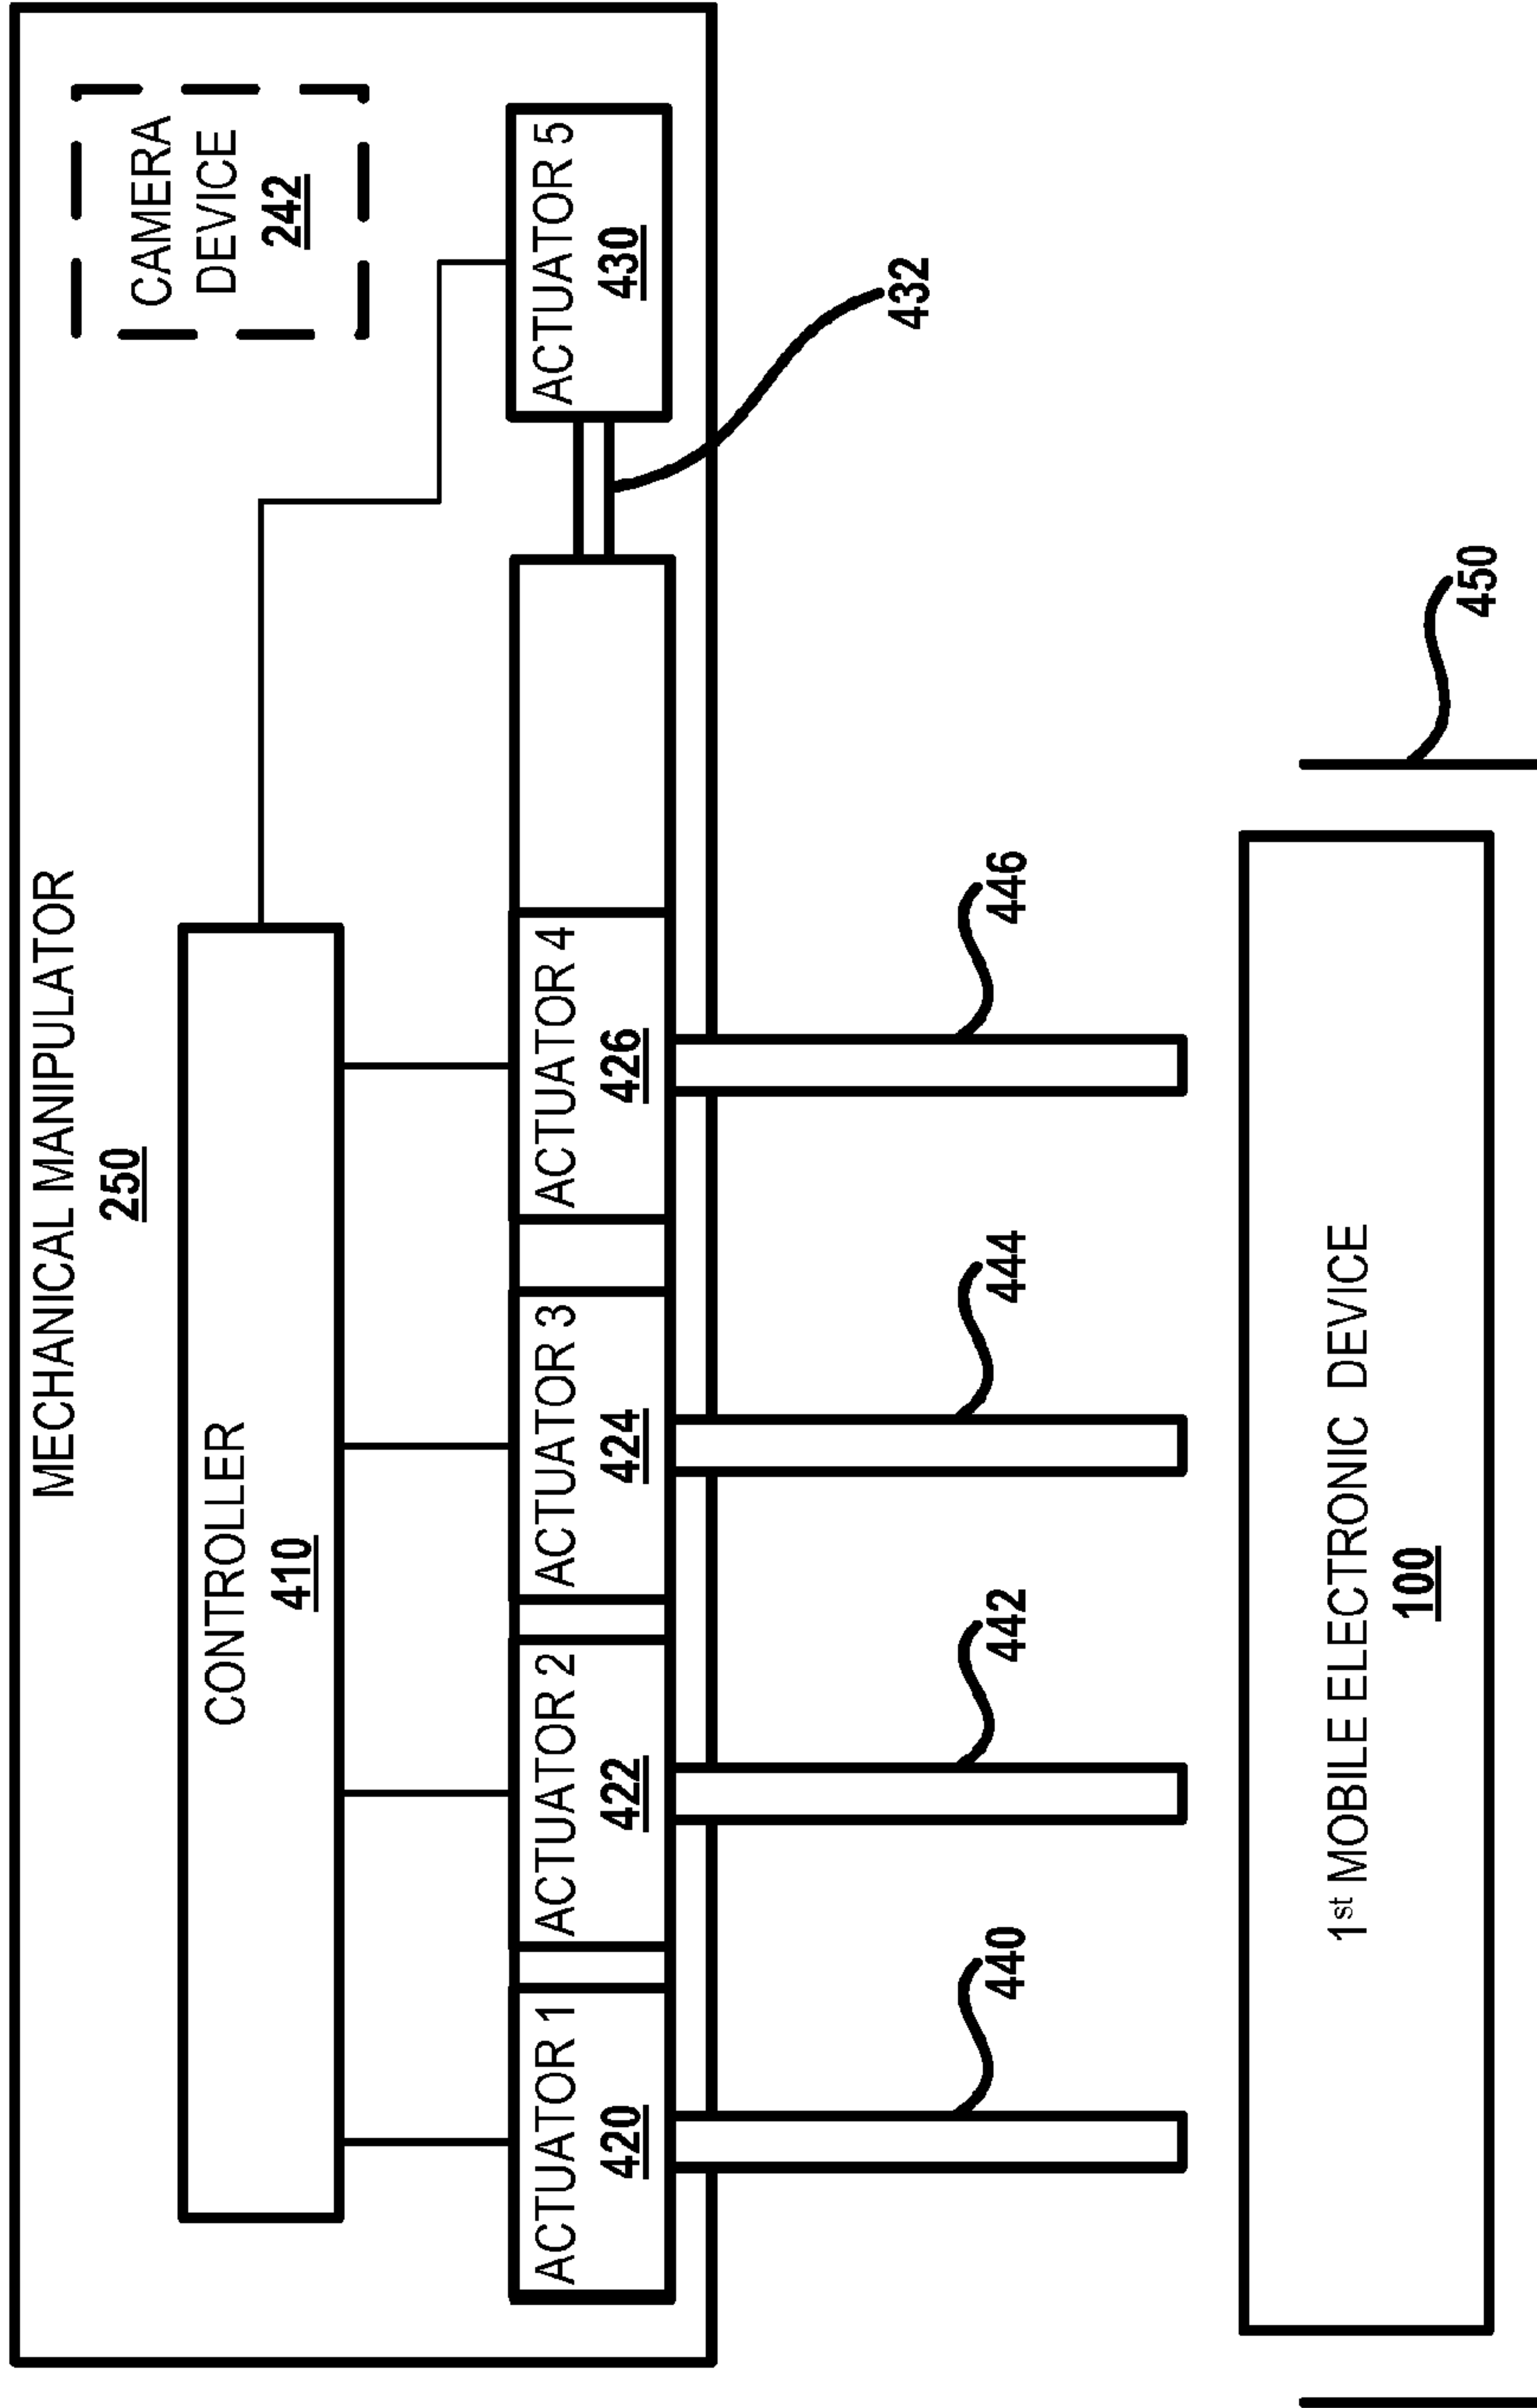 MECHANICAL MANIPULATOR
250
CAMERA
DEVICE
242
CONTROLLER
410
ACTUATOR 1
420
ACTUATOR 2
422
ACTUATOR 3
424
ACTUATOR 4
426
ACTUATOR 5
430
432
440
442
444
446
1st MOBILE ELECTRONIC DEVICE
100
450